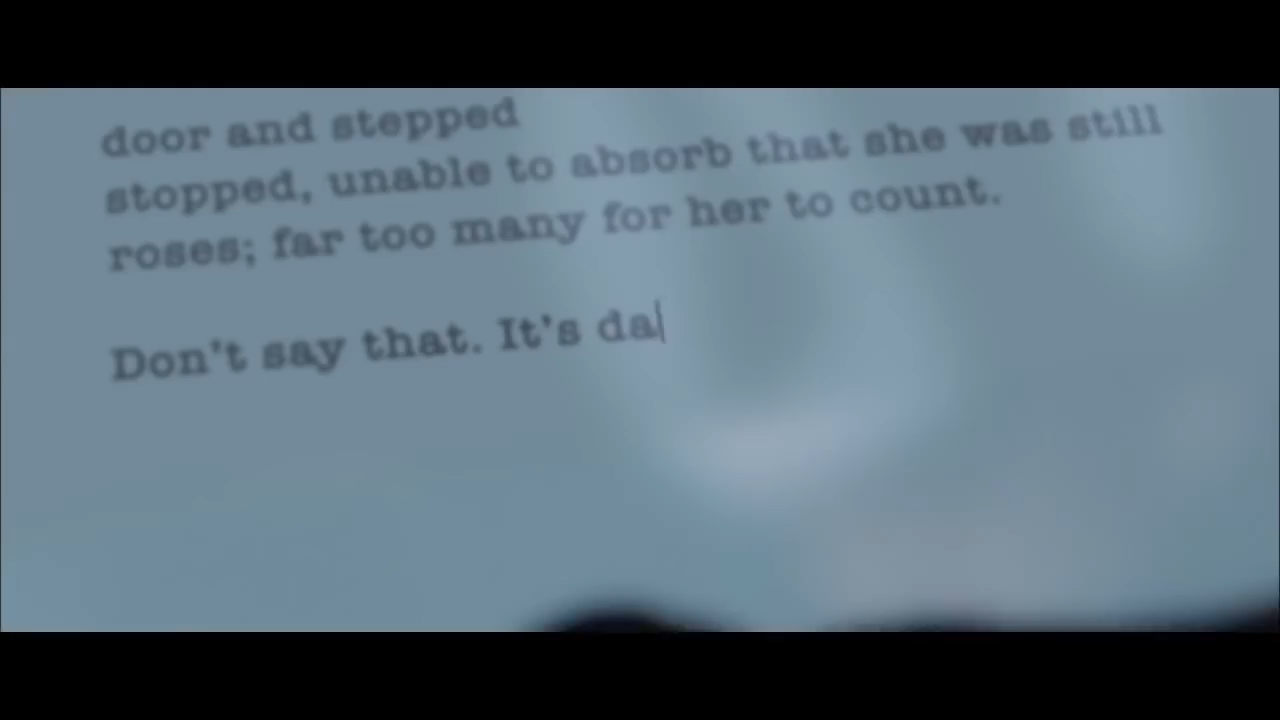 door and stepped
stopped, unable to absorb that she was still
roses; far too many for her to count.
Don't say that. It's da